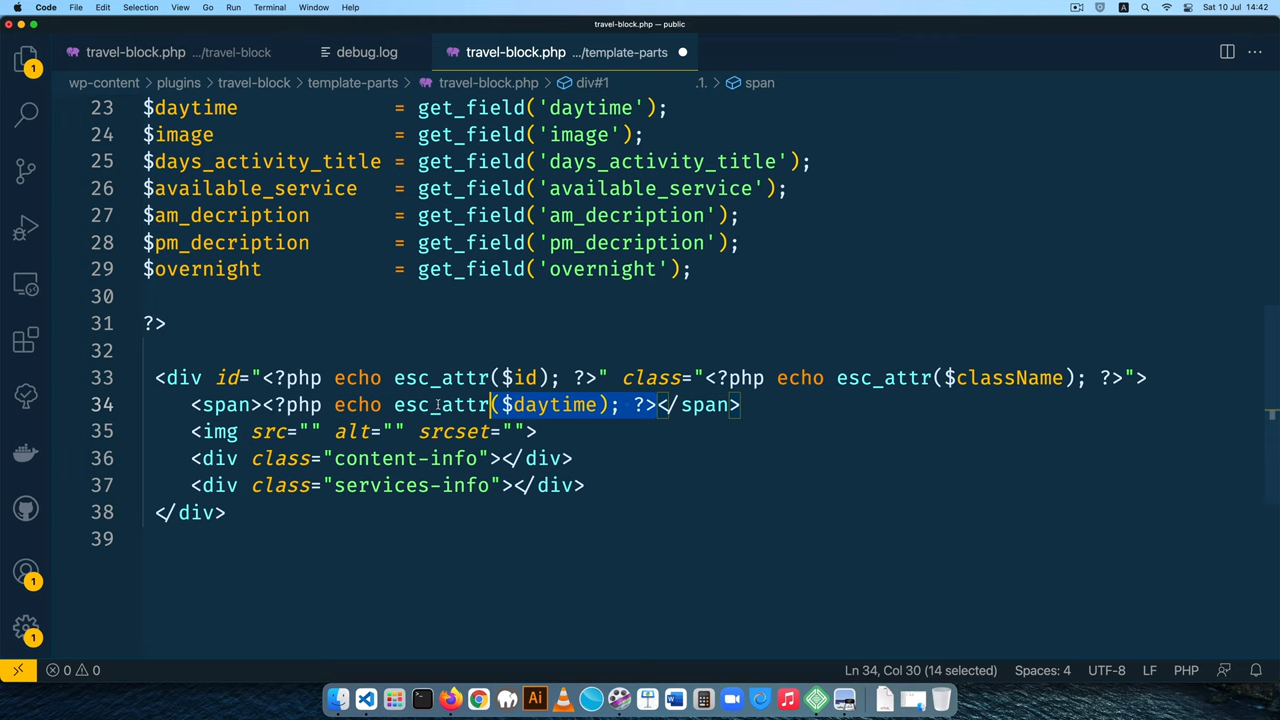 Code File Edit Selection View Go Run Terminal Window Help A Sat 10 Jul 14:42
travel-block.php — public
travel-block.php .../travel-block debug.log travel-block.php .../template-parts
wp-content > plugins > travel-block > template-parts > travel-block.php > div#1 .1. > span
23 $daytime = get_field('daytime');
24 $image = get_field('image');
25 $days_activity_title = get_field('days_activity_title');
26 $available_service = get_field('available_service');
27 $am_decription = get_field('am_decription');
28 $pm_decription = get_field('pm_decription');
29 $overnight = get_field('overnight');
30
31 ?>
32
33 <div id="<?php echo esc_attr($id); ?>" class="<?php echo esc_attr($className); ?>">
34 <span><?php echo esc_attr($daytime); ?></span>
35 <img src="" alt="" srcset="">
36 <div class="content-info"></div>
37 <div class="services-info"></div>
38 </div>
39
1
1
1
0 0 Ln 34, Col 30 (14 selected) Spaces: 4 UTF-8 LF PHP
Ai